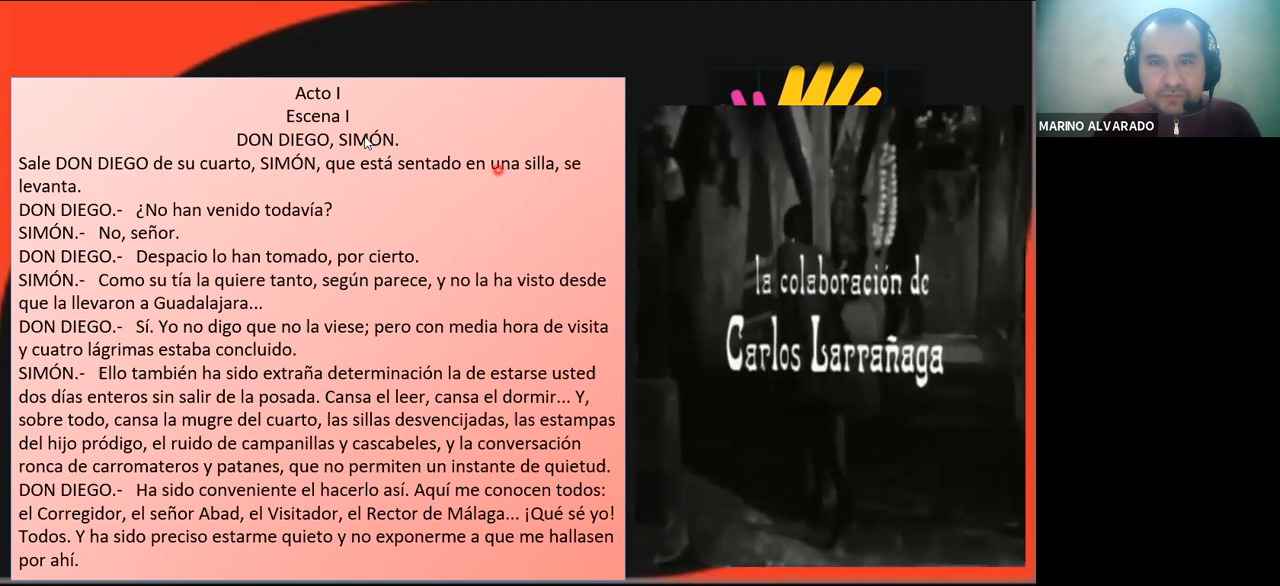 Acto I
Escena I
DON DIEGO, SIMÓN.
Sale DON DIEGO de su cuarto, SIMÓN, que está sentado en una silla, se
levanta.
DON DIEGO.- ¿No han venido todavía?
SIMÓN.- No, señor.
DON DIEGO.- Despacio lo han tomado, por cierto.
SIMÓN.- Como su tía la quiere tanto, según parece, y no la ha visto desde
que la llevaron a Guadalajara...
DON DIEGO.- Sí. Yo no digo que no la viese; pero con media hora de visita
y cuatro lágrimas estaba concluido.
SIMÓN.- Ello también ha sido extraña determinación la de estarse usted
dos días enteros sin salir de la posada. Cansa el leer, cansa el dormir... Y,
sobre todo, cansa la mugre del cuarto, las sillas desvencijadas, las estampas
del hijo pródigo, el ruido de campanillas y cascabeles, y la conversación
ronca de carromateros y patanes, que no permiten un instante de quietud.
DON DIEGO.- Ha sido conveniente el hacerlo así. Aquí me conocen todos:
el Corregidor, el señor Abad, el Visitador, el Rector de Málaga... ¡Qué sé yo!
Todos. Y ha sido preciso estarme quieto y no exponerme a que me hallasen
por ahí.
la colaboración de
Carlos Larrañaga
MARINO ALVARADO